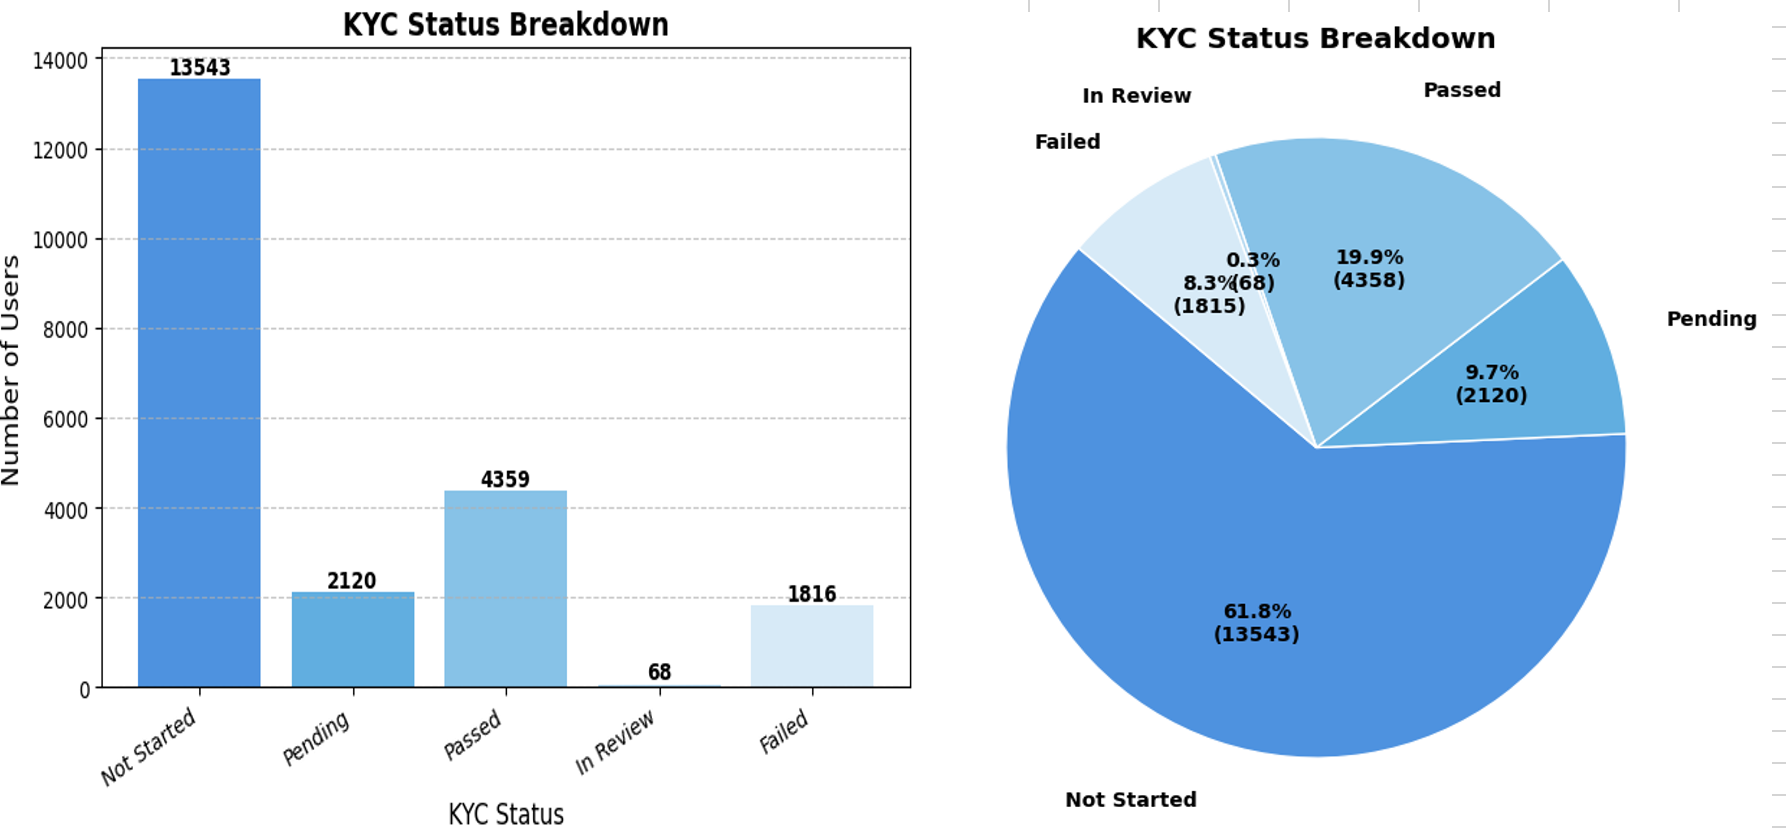 KYC Status Breakdown
14000
12000
10000
8000
6000
4000
2000
0
Number of Users
13543
2120
4359
68
1816
Not Started
Pending
Passed
In Review
Failed
KYC Status
KYC Status Breakdown
In Review
Passed
Failed
Pending
0.3%
(68)
8.3%
(1815)
19.9%
(4358)
9.7%
(2120)
61.8%
(13543)
Not Started